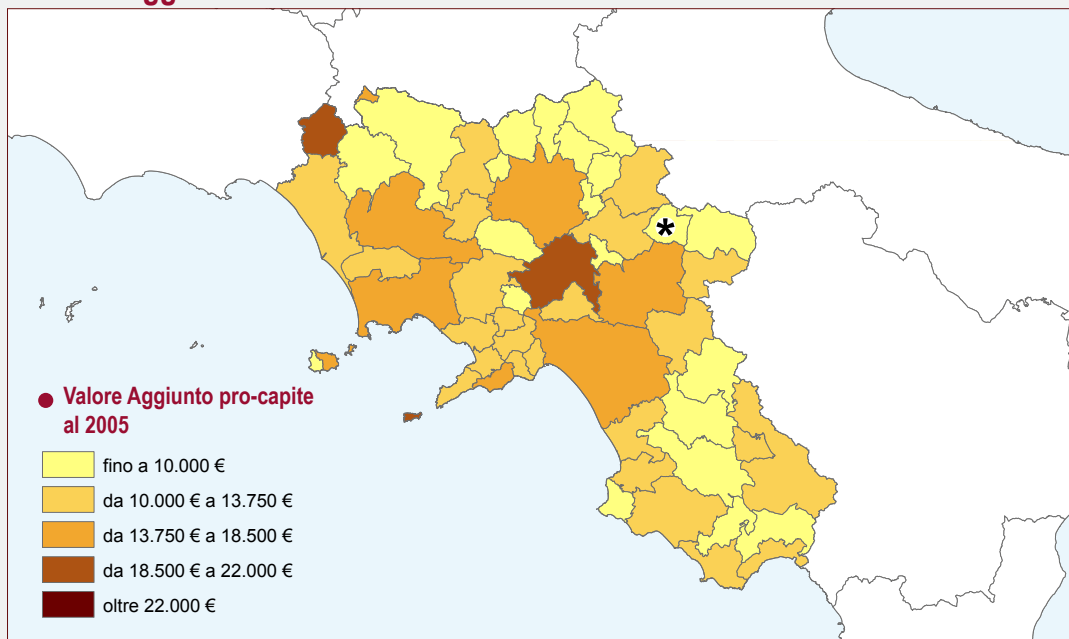 Valore Aggiunto pro-capite
al 2005
fino a 10.000 €
da 10.000 € a 13.750 €
da 13.750 € a 18.500 €
da 18.500 € a 22.000 €
oltre 22.000 €
*